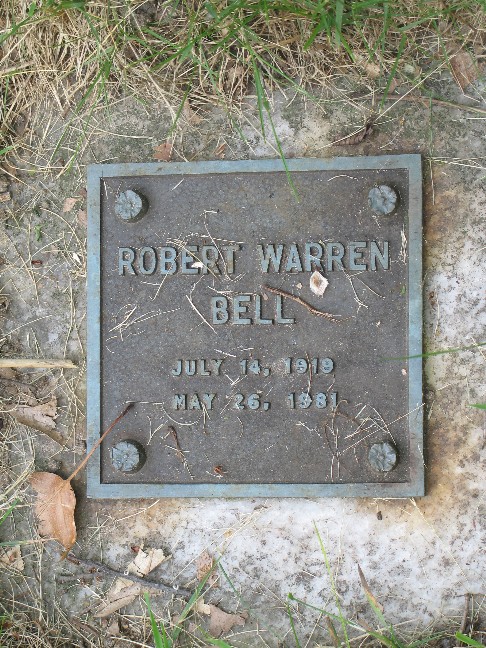 ROBERT WARREN
BELL
JULY 14, 1919
MAY 26, 1981